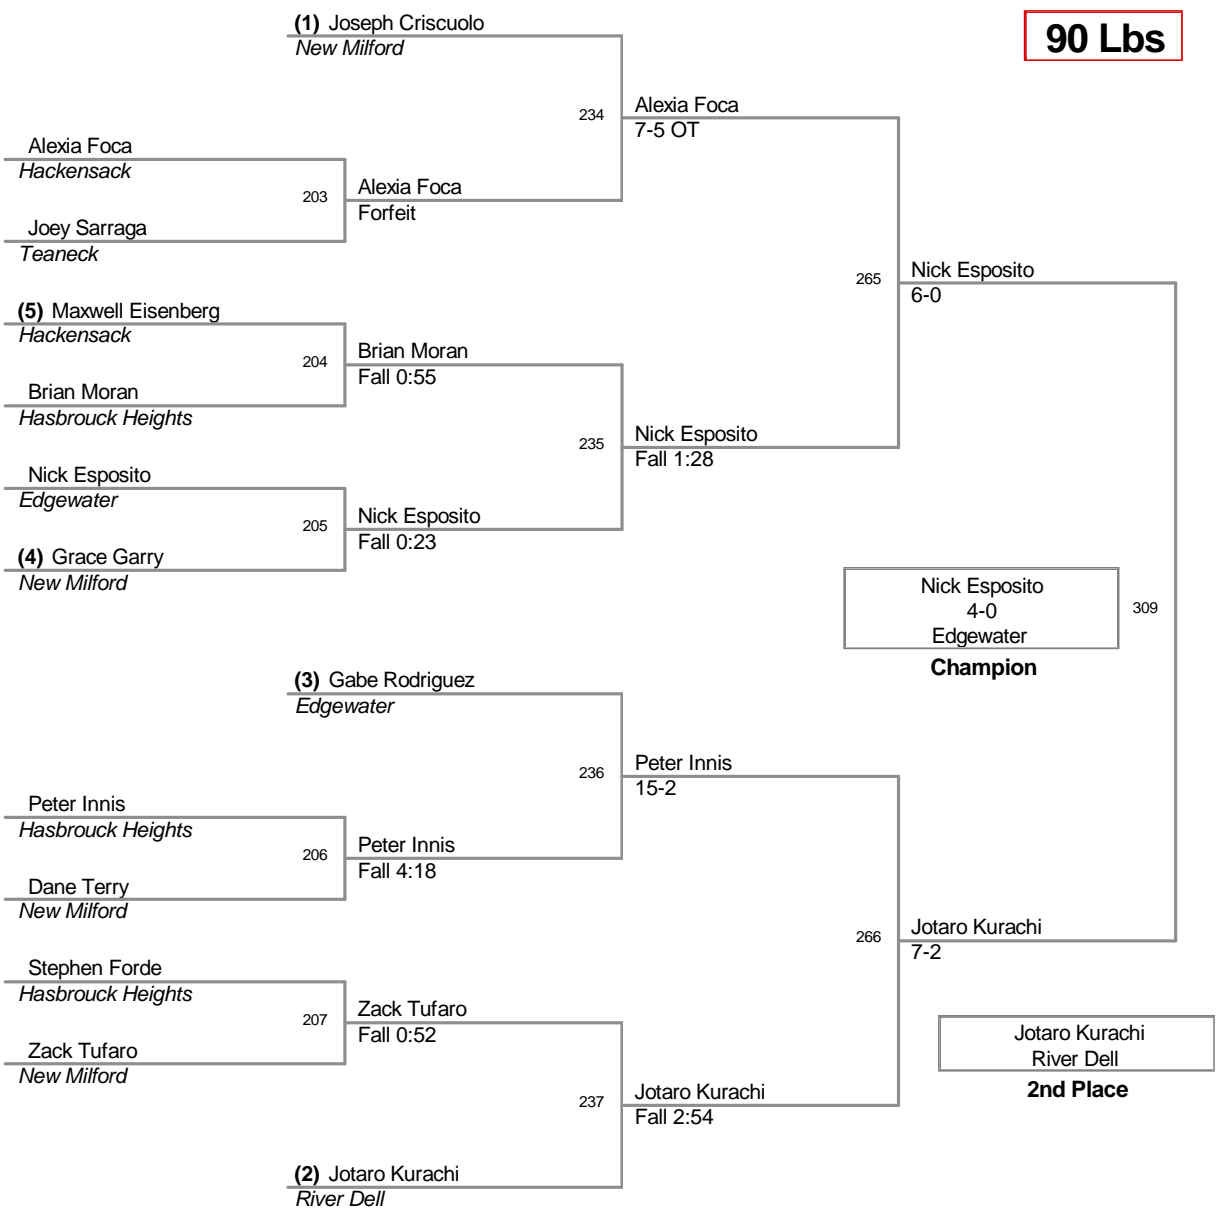 (1) Joseph Criscuolo
New Milford
90 Lbs
234
Alexia Foca
7-5 OT
Alexia Foca
Hackensack
203
Alexia Foca
Forfeit
Joey Sarraga
Teaneck
265
Nick Esposito
6-0
(5) Maxwell Eisenberg
Hackensack
204
Brian Moran
Fall 0:55
Brian Moran
Hasbrouck Heights
235
Nick Esposito
Fall 1:28
Nick Esposito
Edgewater
205
Nick Esposito
Fall 0:23
(4) Grace Garry
New Milford
Nick Esposito
4-0
Edgewater
309
Champion
(3) Gabe Rodriguez
Edgewater
236
Peter Innis
15-2
Peter Innis
Hasbrouck Heights
206
Peter Innis
Fall 4:18
Dane Terry
New Milford
266
Jotaro Kurachi
7-2
Stephen Forde
Hasbrouck Heights
207
Zack Tufaro
Fall 0:52
Zack Tufaro
New Milford
Jotaro Kurachi
River Dell
2nd Place
237
Jotaro Kurachi
Fall 2:54
(2) Jotaro Kurachi
River Dell